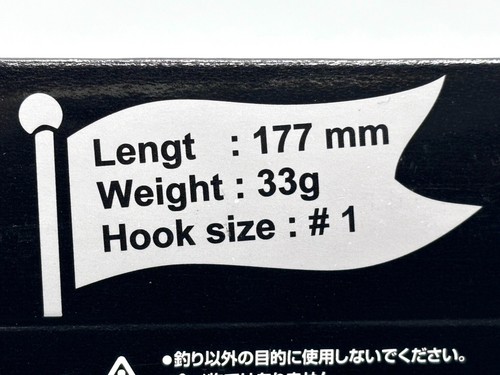 Lengt : 177 mm
Weight : 33g
Hook size : # 1
●釣り以外の目的に使用しないでください。